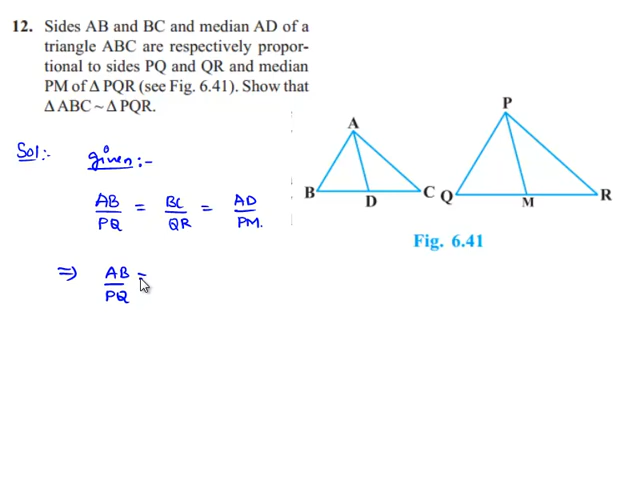 12. Sides AB and BC and median AD of a
triangle ABC are respectively propor-
tional to sides PQ and QR and median
PM of Δ PQR (see Fig. 6.41). Show that
Δ ABC ~ Δ PQR.
Sol:-
given:-
AB/PQ = BC/QR = AD/PM.
⇒ AB/PQ =
A
B
D
C
P
Q
M
R
Fig. 6.41